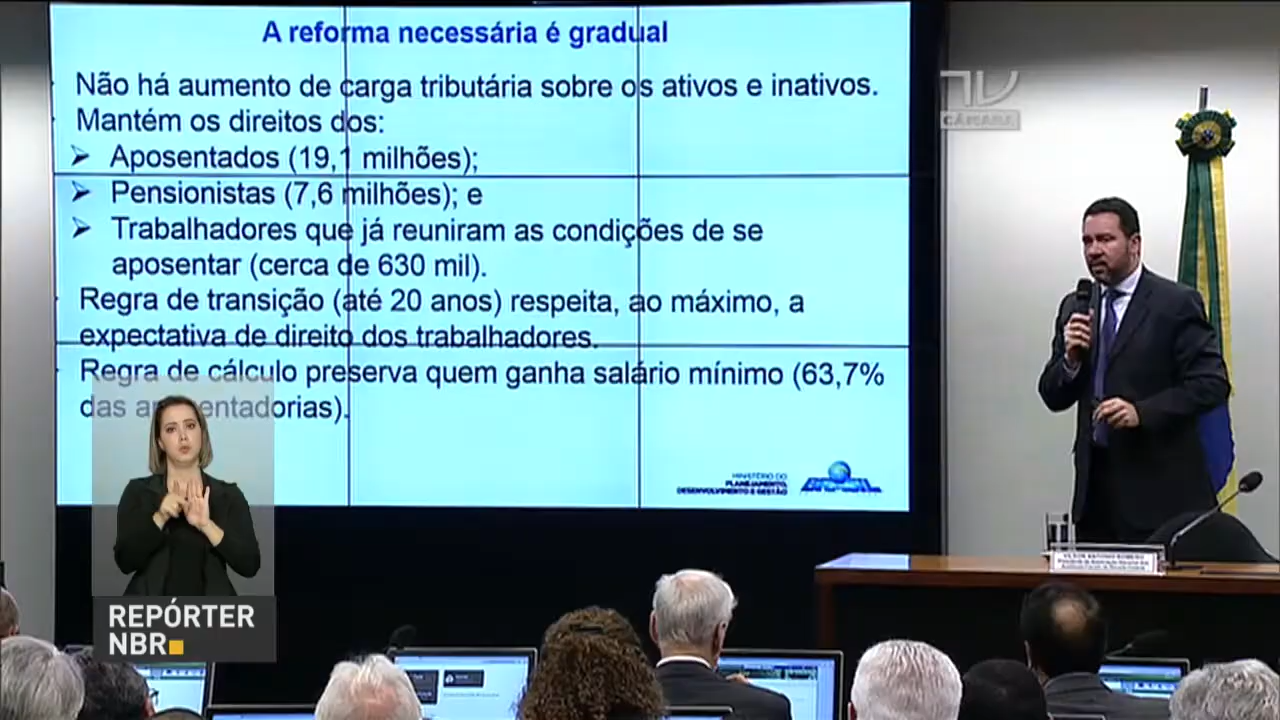 A reforma necessária é gradual
Não há aumento de carga tributária sobre os ativos e inativos.
Mantém os direitos dos:
Aposentados (19,1 milhões);
Pensionistas (7,6 milhões); e
Trabalhadores que já reuniram as condições de se
aposentar (cerca de 630 mil).
Regra de transição (até 20 anos) respeita, ao máximo, a
expectativa de direito dos trabalhadores.
Regra de cálculo preserva quem ganha salário mínimo (63,7%
das aposentadorias).
MINISTÉRIO DO
PLANEJAMENTO,
DESENVOLVIMENTO E GESTÃO
TV
CÂMARA
REPÓRTER
NBR